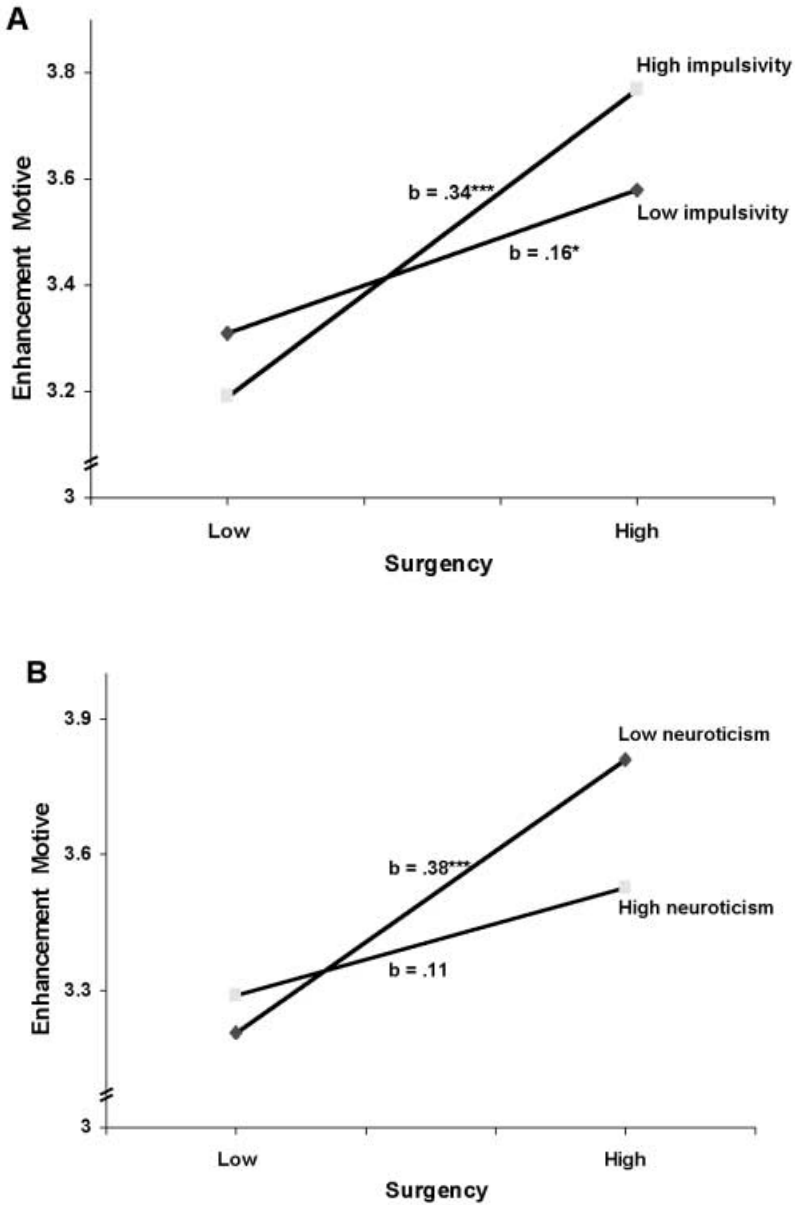 A
3.8
High impulsivity
3.6
b = .34***
Low impulsivity
b = .16*
3.4
3.2
3
Enhancement Motive
Low
High
Surgency
B
3.9
Low neuroticism
3.6
b = .38***
High neuroticism
b = .11
3.3
3
Enhancement Motive
Low
High
Surgency